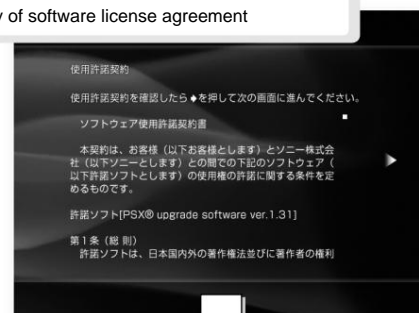 y of software license agreement
使用許諾契約
使用許諾契約を確認したら♦を押して次の画面に進んでください。
ソフトウェア使用許諾契約書
本契約は、お客様（以下お客様とします）とソニー株式会
社（以下ソニーとします）との間での下記のソフトウェア（
以下許諾ソフトとします）の使用権の許諾に関する条件を定
めるものです。
許諾ソフト[PSX® upgrade software ver.1.31]
第１条（総 則）
許諾ソフトは、日本国内外の著作権法並びに著作者の権利